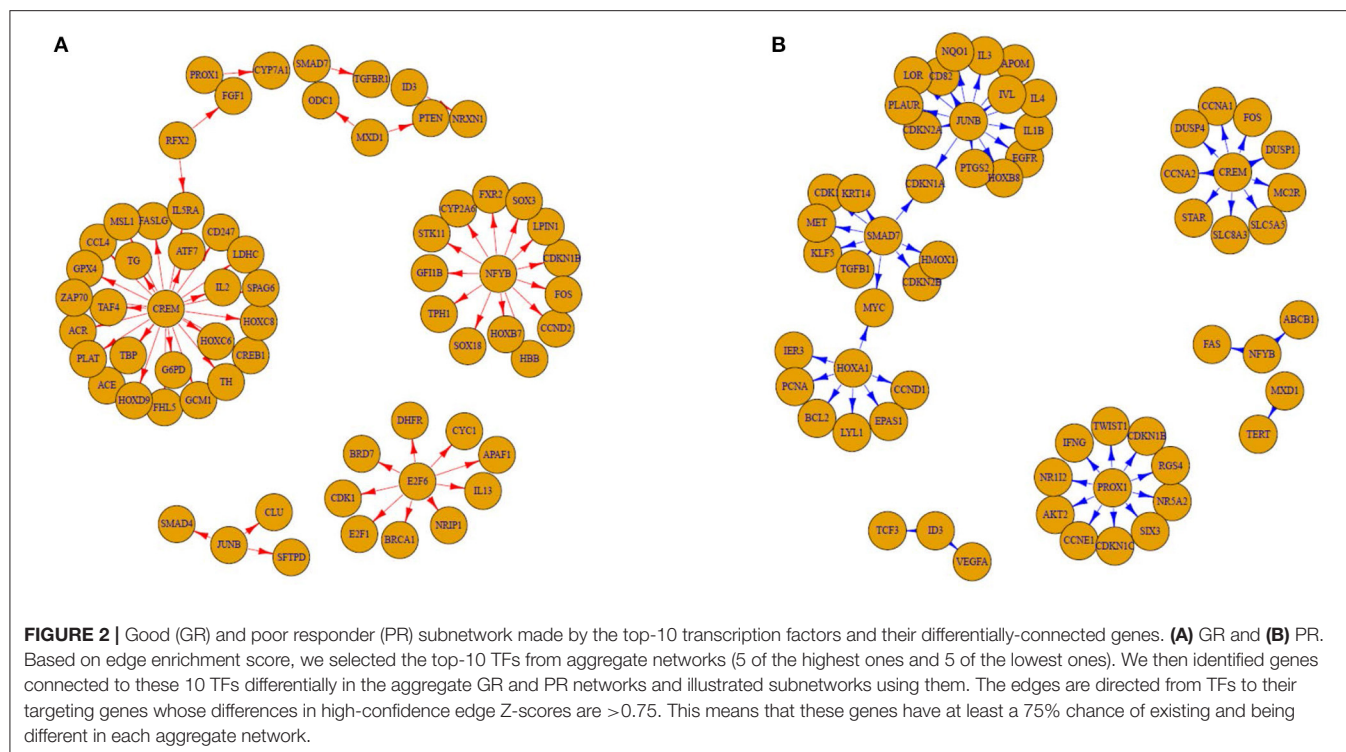 A
PROX1
CYP7A1
SMAD7
TGFBR1
ID3
FGF1
ODC1
PTEN
NRXN1
MXD1
RFX2
IL5RA
MSL1
FASLG
CD247
CCL4
TG
ATF7
LDHC
GPX4
IL2
SPAG6
ZAP70
TAF4
CREM
HOXC8
ACR
HOXC6
PLAT
TBP
CREB1
G6PD
ACE
TH
HOXD9
GCM1
FHL5
FXR2
SOX3
CYP2A6
LPIN1
STK11
CDKN1B
GFI1B
NFYB
FOS
TPH1
CCND2
HOXB7
SOX18
HBB
DHFR
CYC1
BRD7
APAF1
E2F6
CDK1
IL13
E2F1
NRIP1
BRCA1
SMAD4
CLU
JUNB
SFTPD
B
NQO1
IL3
LOR
CD82
APOM
IVL
IL4
PLAUR
JUNB
CDKN2A
IL1B
EGFR
PTGS2
HOXB8
CDKN1A
CDK1
KRT14
MET
SMAD7
KLF5
HMOX1
TGFB1
CDKN2B
MYC
IER3
HOXA1
PCNA
CCND1
BCL2
EPAS1
LYL1
CCNA1
FOS
DUSP4
DUSP1
CCNA2
CREM
MC2R
STAR
SLC5A5
SLC8A3
ABCB1
FAS
NFYB
MXD1
TERT
TWIST1
CDKN1B
IFNG
RGS4
NR1I2
PROX1
NR5A2
AKT2
SIX3
CCNE1
CDKN1C
TCF3
ID3
VEGFA
FIGURE 2 | Good (GR) and poor responder (PR) subnetwork made by the top-10 transcription factors and their differentially-connected genes. (A) GR and (B) PR.
Based on edge enrichment score, we selected the top-10 TFs from aggregate networks (5 of the highest ones and 5 of the lowest ones). We then identified genes
connected to these 10 TFs differentially in the aggregate GR and PR networks and illustrated subnetworks using them. The edges are directed from TFs to their
targeting genes whose differences in high-confidence edge Z-scores are >0.75. This means that these genes have at least a 75% chance of existing and being
different in each aggregate network.